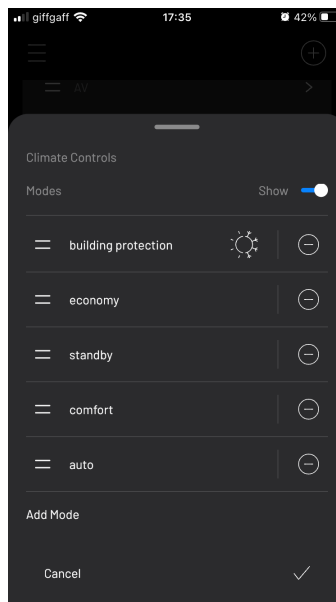 giffgaff 17:35 42%
AV
Climate Controls
Modes Show
building protection
economy
standby
comfort
auto
Add Mode
Cancel